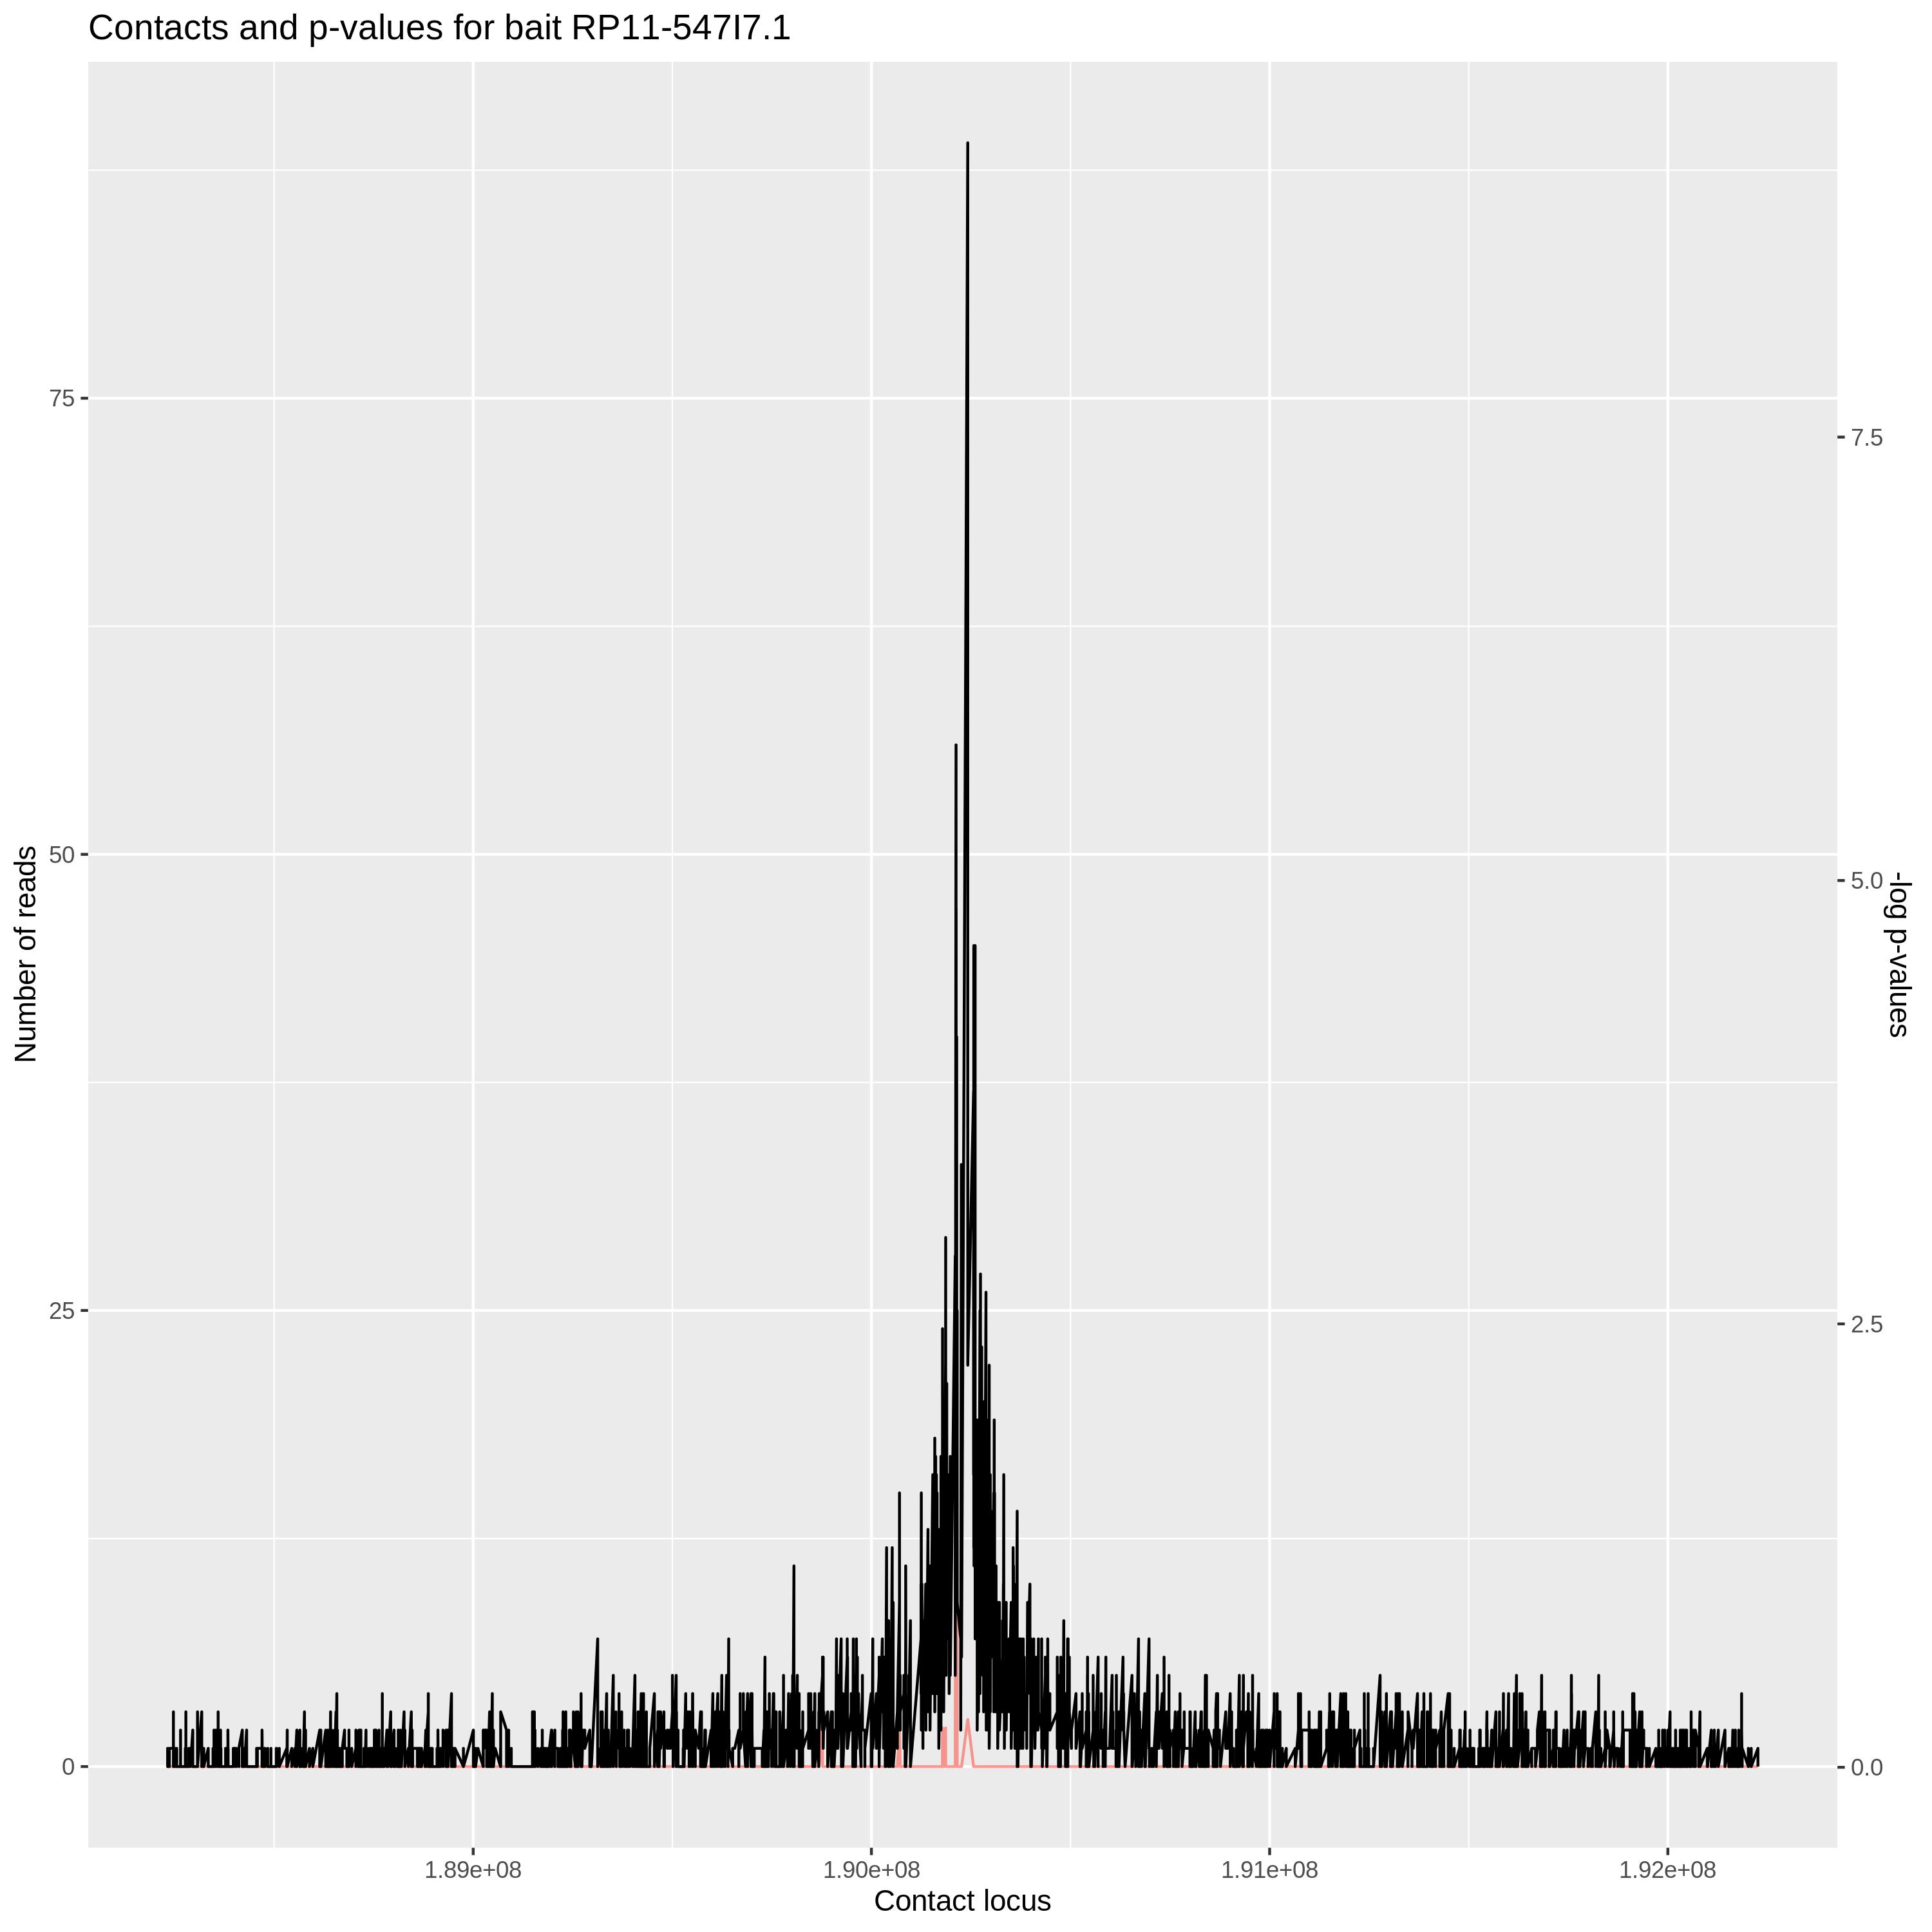 Contacts and p-values for bait RP11-547I7.1
75
50
25
0
Number of reads
7.5
5.0
2.5
0.0
-log p-values
1.89e+08
1.90e+08
1.91e+08
1.92e+08
Contact locus